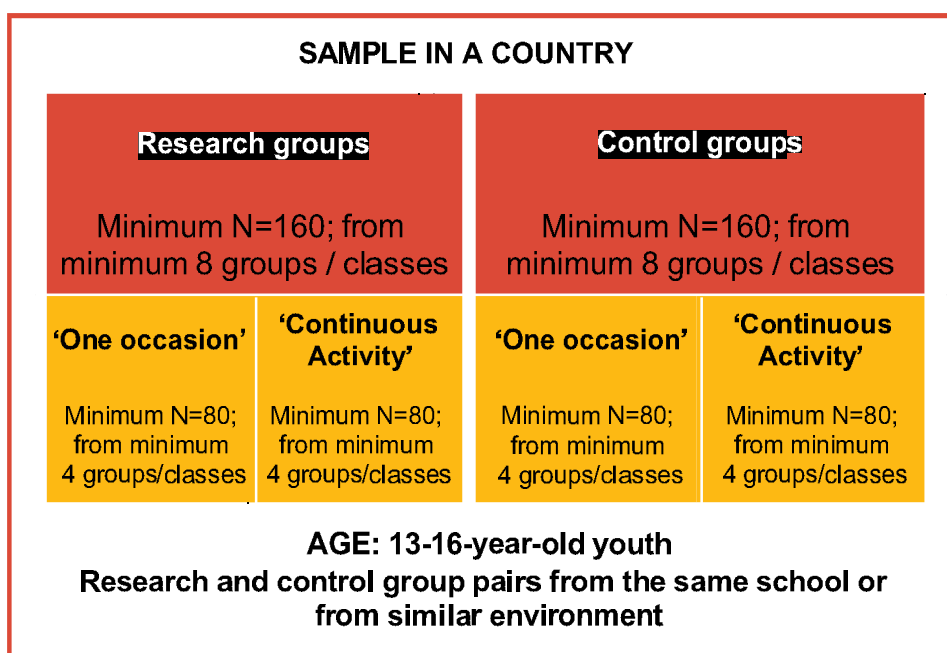 SAMPLE IN A COUNTRY
Research groups
Minimum N=160; from
minimum 8 groups / classes
Control groups
Minimum N=160; from
minimum 8 groups / classes
‘One occasion’
Minimum N=80;
from minimum
4 groups/classes
‘Continuous
Activity’
Minimum N=80;
from minimum
4 groups/classes
‘One occasion’
Minimum N=80;
from minimum
4 groups/classes
‘Continuous
Activity’
Minimum N=80;
from minimum
4 groups/classes
AGE: 13-16-year-old youth
Research and control group pairs from the same school or
from similar environment